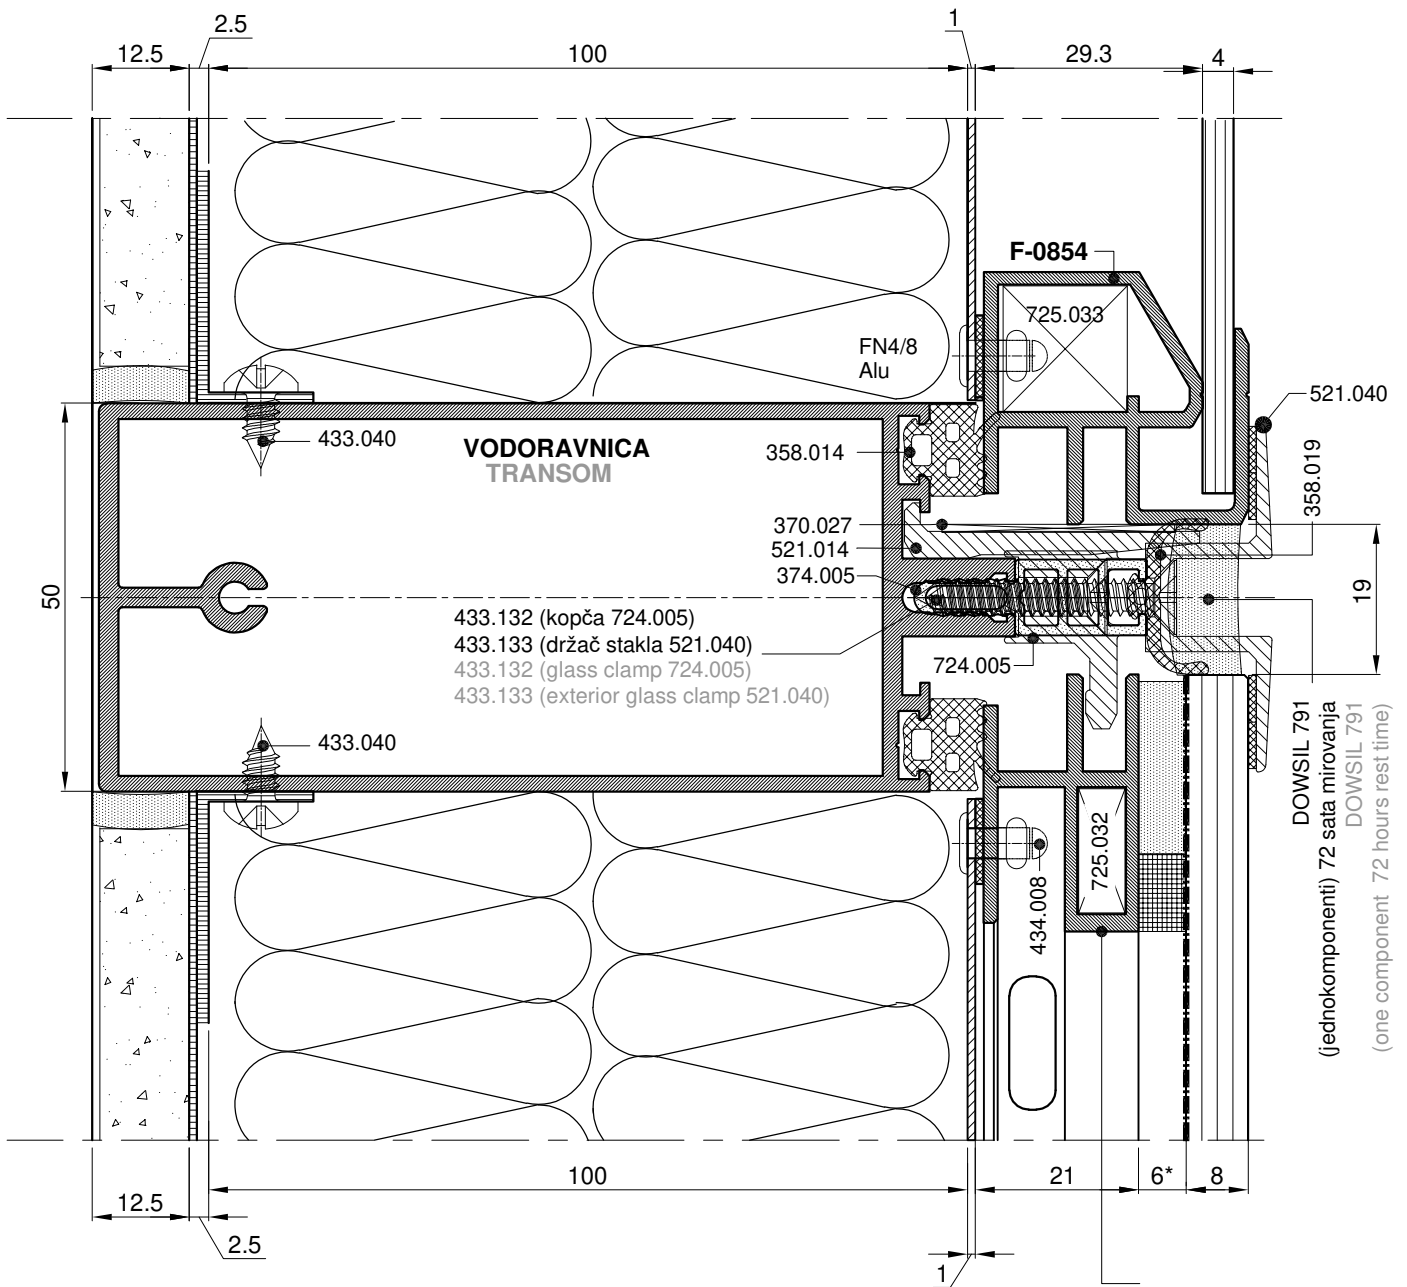 2.5
1
12.5
100
29.3
4
F-0854
725.033
FN4/8
Alu
521.040
433.040
VODORAVNICA
TRANSOM
358.014
358.019
370.027
521.014
374.005
50
19
433.132 (kopča 724.005)
433.133 (držač stakla 521.040)
433.132 (glass clamp 724.005)
433.133 (exterior glass clamp 521.040)
724.005
433.040
DOWSIL 791
(jednokomponenti) 72 sata mirovanja
DOWSIL 791
(one component 72 hours rest time)
725.032
434.008
100
21
6*
8
12.5
2.5
1